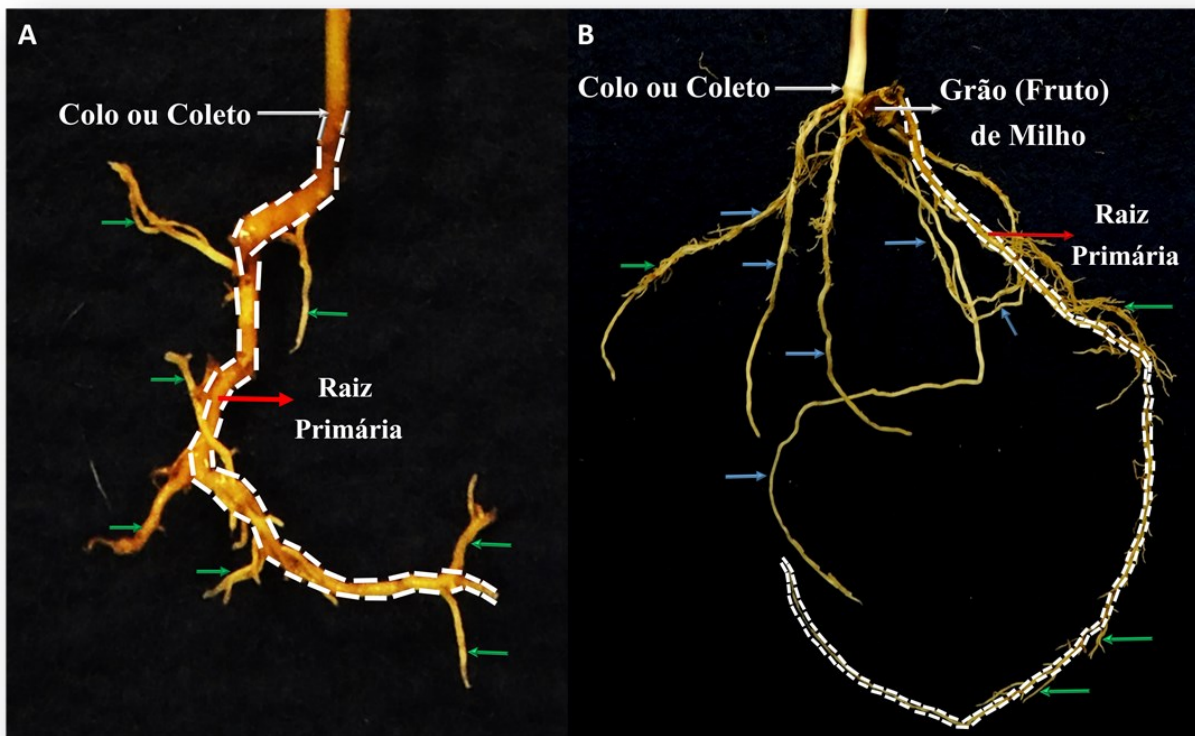 A
Colo ou Coleto
Raiz
Primária
B
Colo ou Coleto
Grão (Fruto)
de Milho
Raiz
Primária